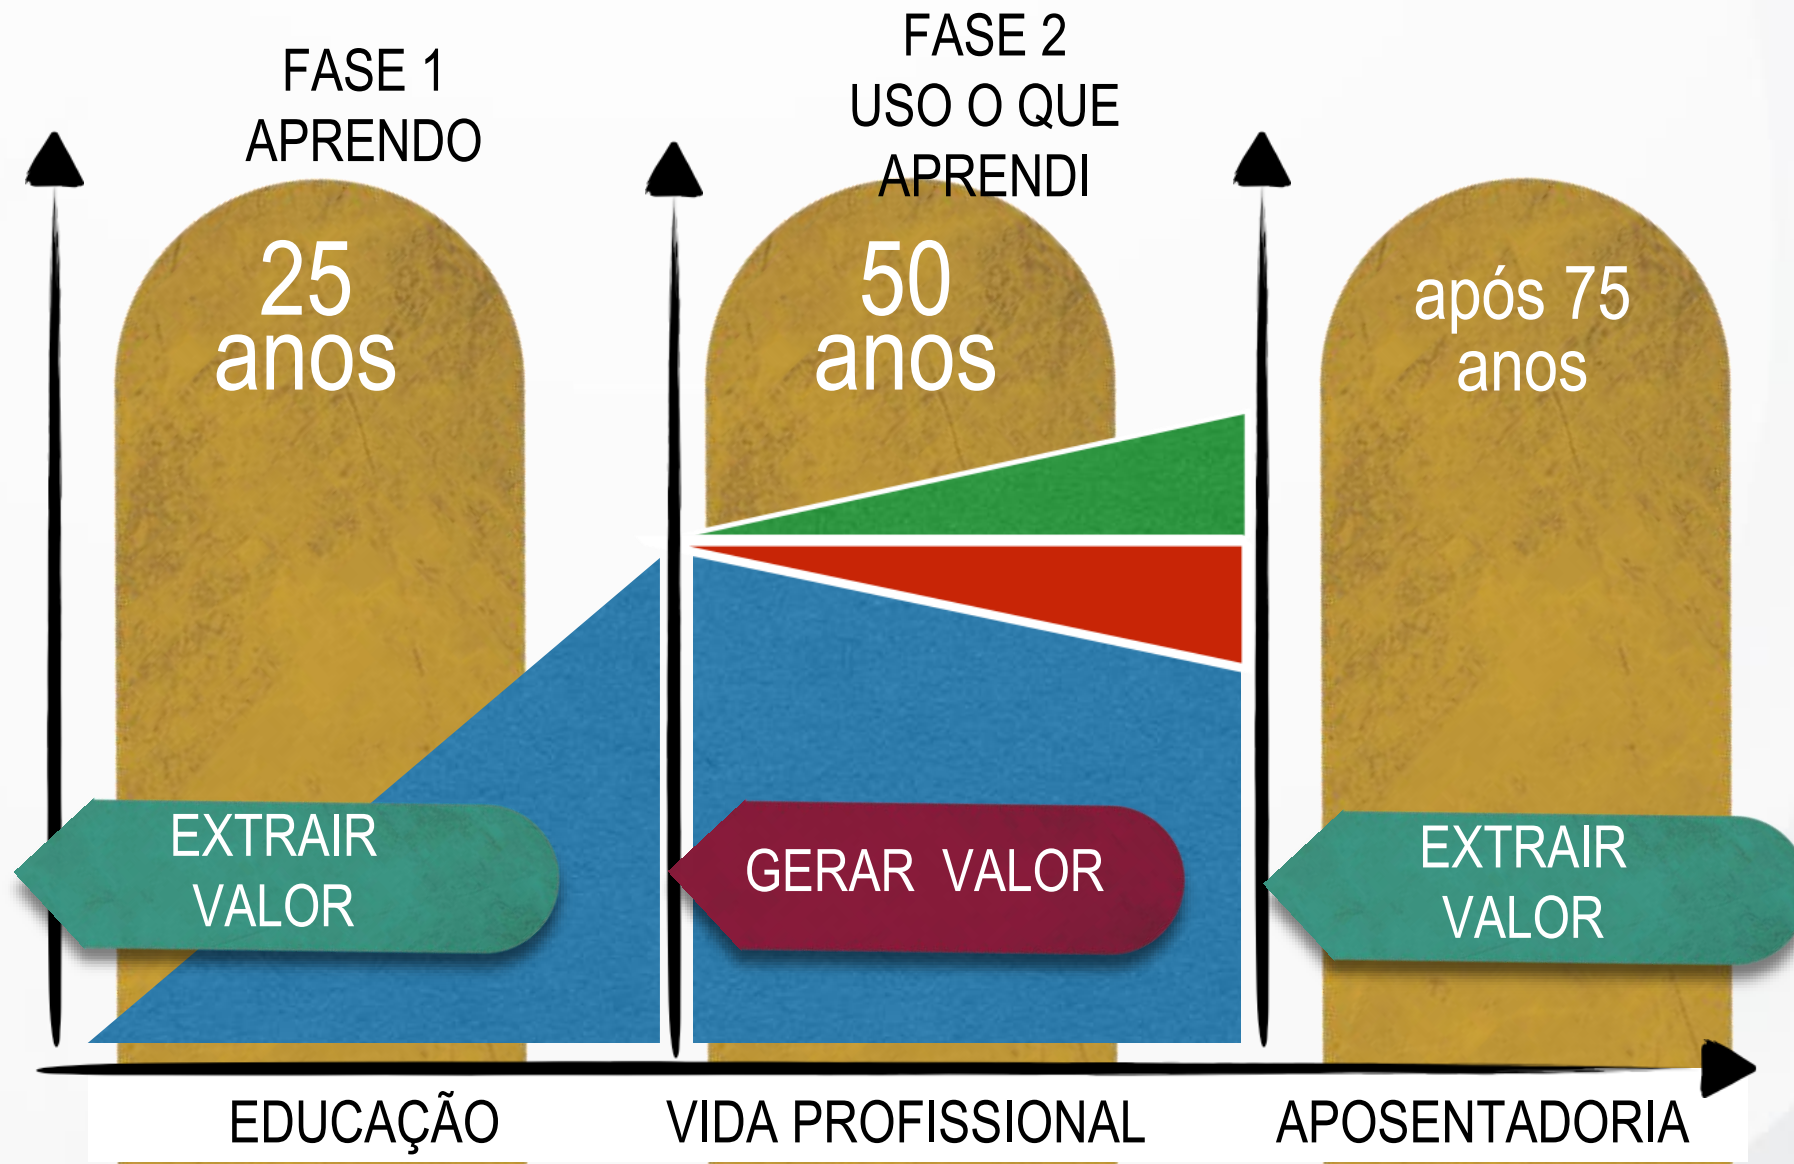 FASE 1
APRENDO
FASE 2
USO O QUE
APRENDI
25
anos
50
anos
após 75
anos
EXTRAIR
VALOR
GERAR VALOR
EXTRAIR
VALOR
EDUCAÇÃO
VIDA PROFISSIONAL
APOSENTADORIA